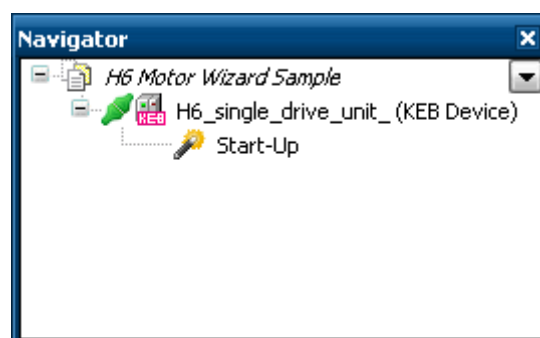 Navigator
H6 Motor Wizard Sample
KEB H6_single_drive_unit_ (KEB Device)
Start-Up